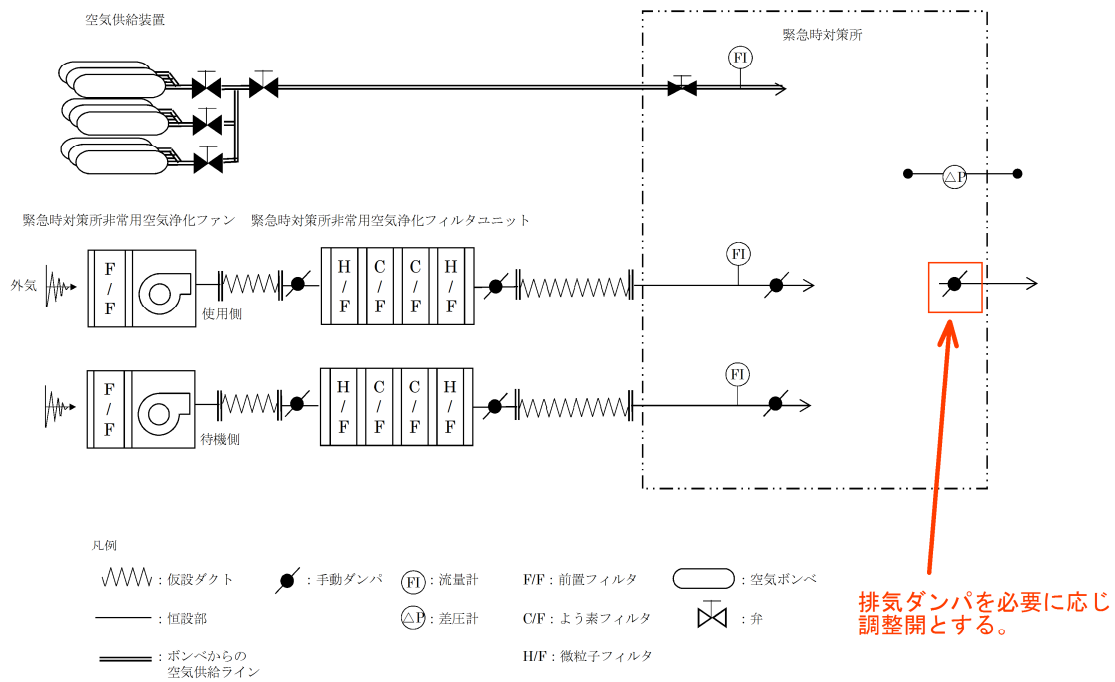 空気供給装置
緊急時対策所
FI
△P
緊急時対策所非常用空気浄化ファン
緊急時対策所非常用空気浄化フィルタユニット
外気
F/F
使用側
H/F
C/F
C/F
H/F
FI
F/F
待機側
H/F
C/F
C/F
H/F
FI
凡例
：仮設ダクト
：手動ダンパ
FI：流量計
F/F：前置フィルタ
：空気ボンベ
：恒設部
△P：差圧計
C/F：よう素フィルタ
：弁
：ボンベからの
空気供給ライン
H/F：微粒子フィルタ
排気ダンパを必要に応じ
調整開とする。